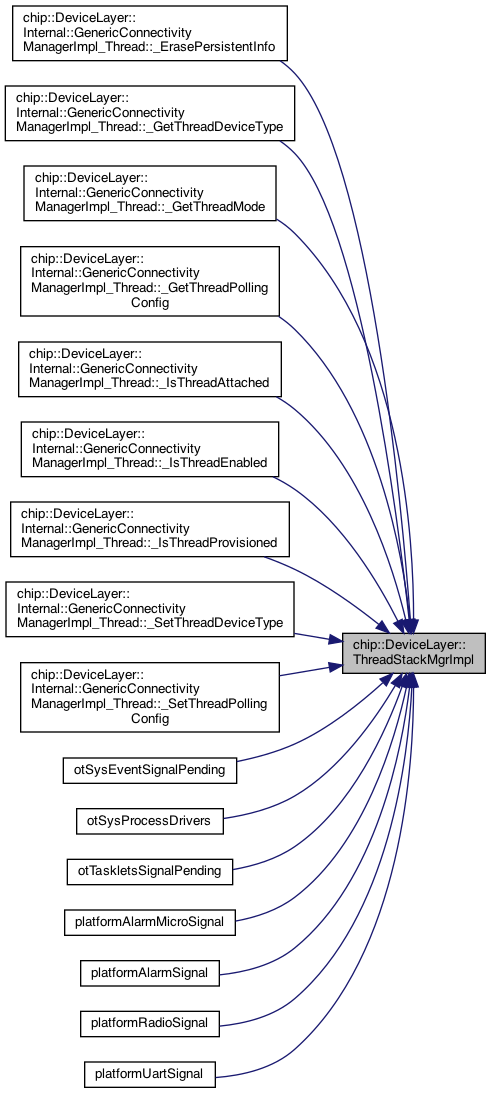 chip::DeviceLayer::
Internal::GenericConnectivity
ManagerImpl_Thread::_ErasePersistentInfo
chip::DeviceLayer::
Internal::GenericConnectivity
ManagerImpl_Thread::_GetThreadDeviceType
chip::DeviceLayer::
Internal::GenericConnectivity
ManagerImpl_Thread::_GetThreadMode
chip::DeviceLayer::
Internal::GenericConnectivity
ManagerImpl_Thread::_GetThreadPolling
Config
chip::DeviceLayer::
Internal::GenericConnectivity
ManagerImpl_Thread::_IsThreadAttached
chip::DeviceLayer::
Internal::GenericConnectivity
ManagerImpl_Thread::_IsThreadEnabled
chip::DeviceLayer::
Internal::GenericConnectivity
ManagerImpl_Thread::_IsThreadProvisioned
chip::DeviceLayer::
Internal::GenericConnectivity
ManagerImpl_Thread::_SetThreadDeviceType
chip::DeviceLayer::
ThreadStackMgrImpl
chip::DeviceLayer::
Internal::GenericConnectivity
ManagerImpl_Thread::_SetThreadPolling
Config
otSysEventSignalPending
otSysProcessDrivers
otTaskletsSignalPending
platformAlarmMicroSignal
platformAlarmSignal
platformRadioSignal
platformUartSignal